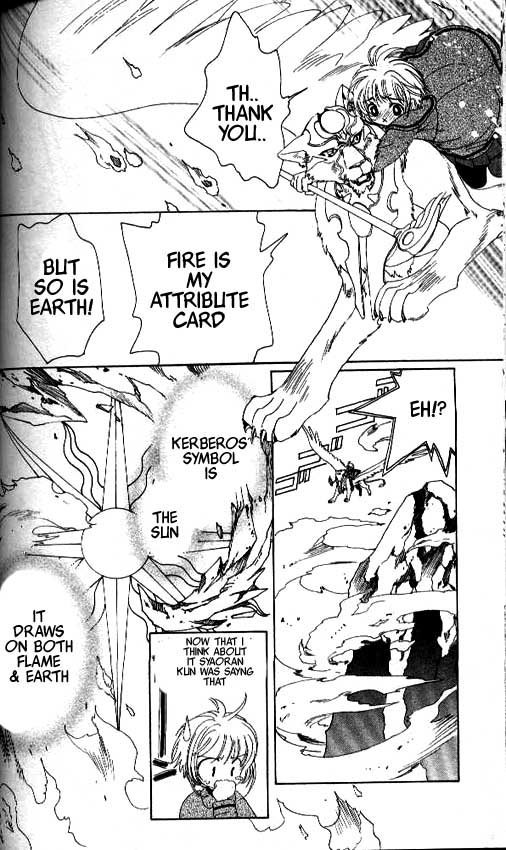 TH..
THANK
YOU..
FIRE IS
MY
ATTRIBUTE
CARD
BUT
SO IS
EARTH!
EH!?
KERBEROS'
SYMBOL
IS
THE
SUN
IT
DRAWS
ON BOTH
FLAME
& EARTH
NOW THAT I
THINK ABOUT
IT SYAORAN
KUN WAS SAYNG
THAT